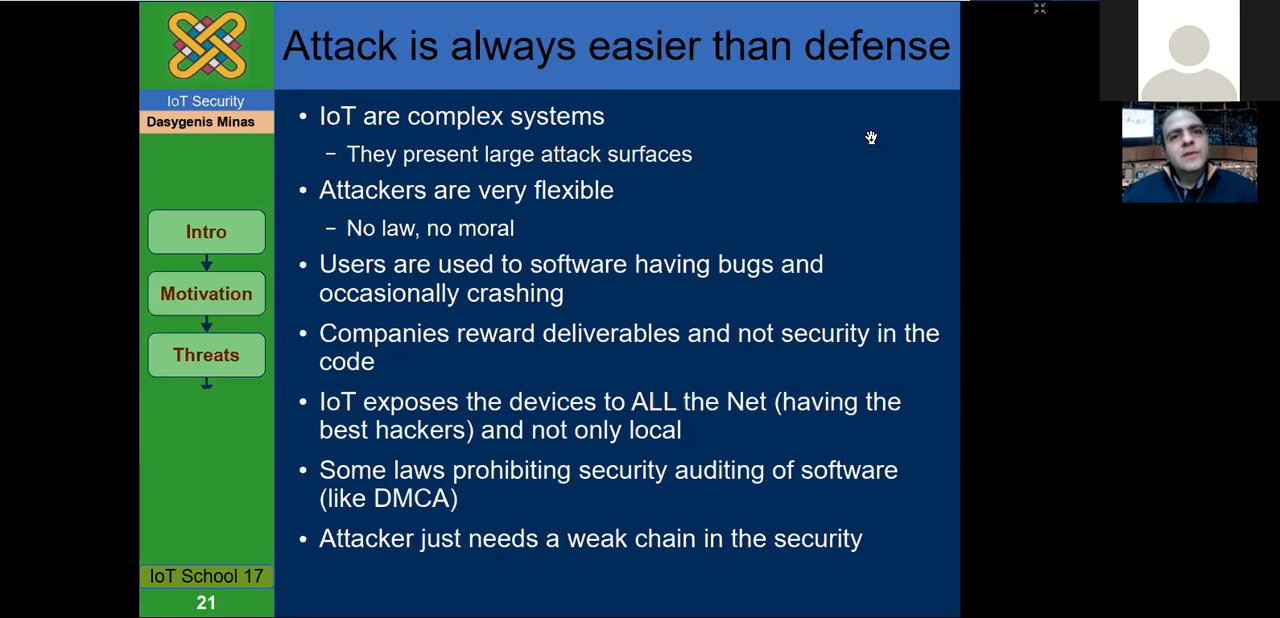 Attack is always easier than defense
IoT Security
Dasygenis Minas
Intro
Motivation
Threats
IoT School 17
21
• IoT are complex systems
– They present large attack surfaces
• Attackers are very flexible
– No law, no moral
• Users are used to software having bugs and
occasionally crashing
• Companies reward deliverables and not security in the
code
• IoT exposes the devices to ALL the Net (having the
best hackers) and not only local
• Some laws prohibiting security auditing of software
(like DMCA)
• Attacker just needs a weak chain in the security